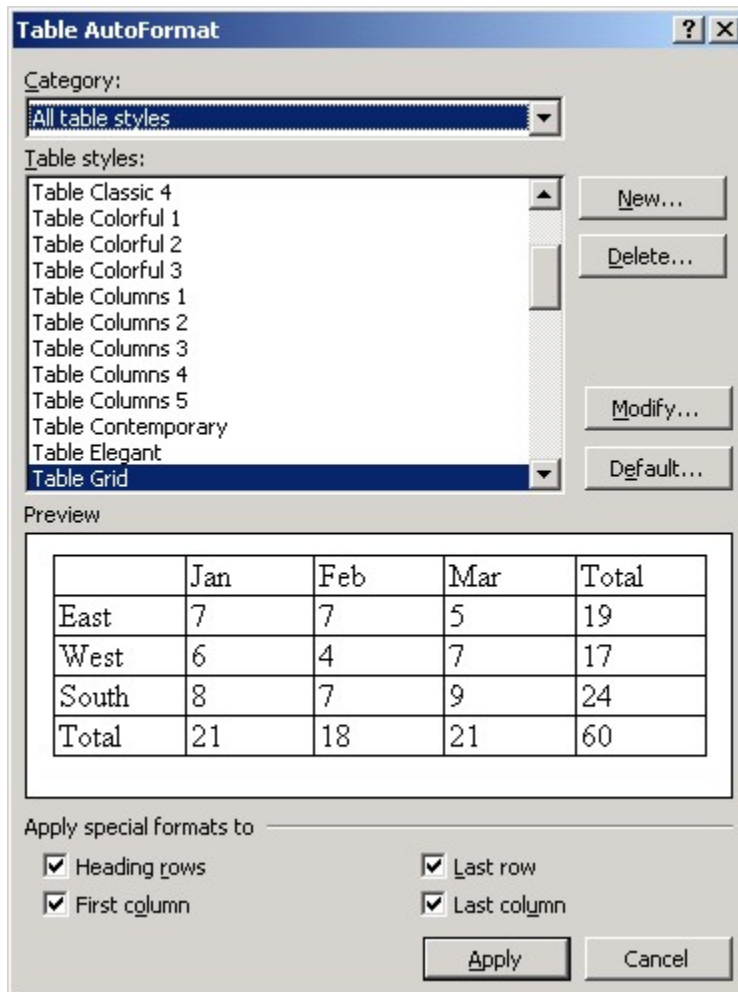 Table AutoFormat
Category:
All table styles
Table styles:
Table Classic 4
Table Colorful 1
Table Colorful 2
Table Colorful 3
Table Columns 1
Table Columns 2
Table Columns 3
Table Columns 4
Table Columns 5
Table Contemporary
Table Elegant
Table Grid
New...
Delete...
Modify...
Default...
Preview
Jan Feb Mar Total
East 7 7 5 19
West 6 4 7 17
South 8 7 9 24
Total 21 18 21 60
Apply special formats to
Heading rows Last row
First column Last column
Apply Cancel